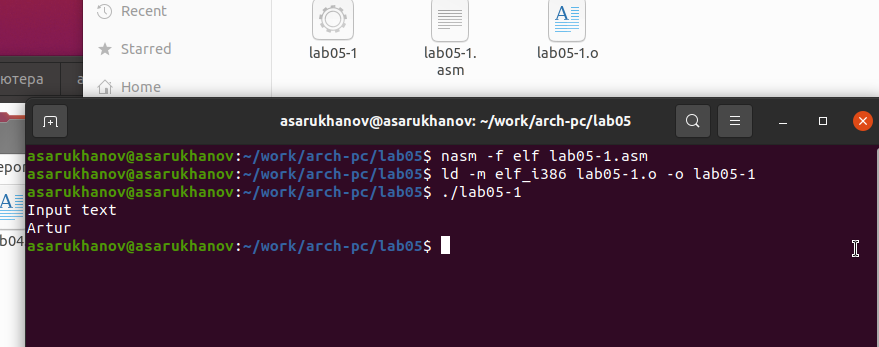 Recent
Starred
Home
lab05-1
lab05-1.
asm
lab05-1.o
ютера
asarukhanov@asarukhanov: ~/work/arch-pc/lab05
asarukhanov@asarukhanov:~/work/arch-pc/lab05$ nasm -f elf lab05-1.asm
asarukhanov@asarukhanov:~/work/arch-pc/lab05$ ld -m elf_i386 lab05-1.o -o lab05-1
asarukhanov@asarukhanov:~/work/arch-pc/lab05$ ./lab05-1
Input text
Artur
asarukhanov@asarukhanov:~/work/arch-pc/lab05$